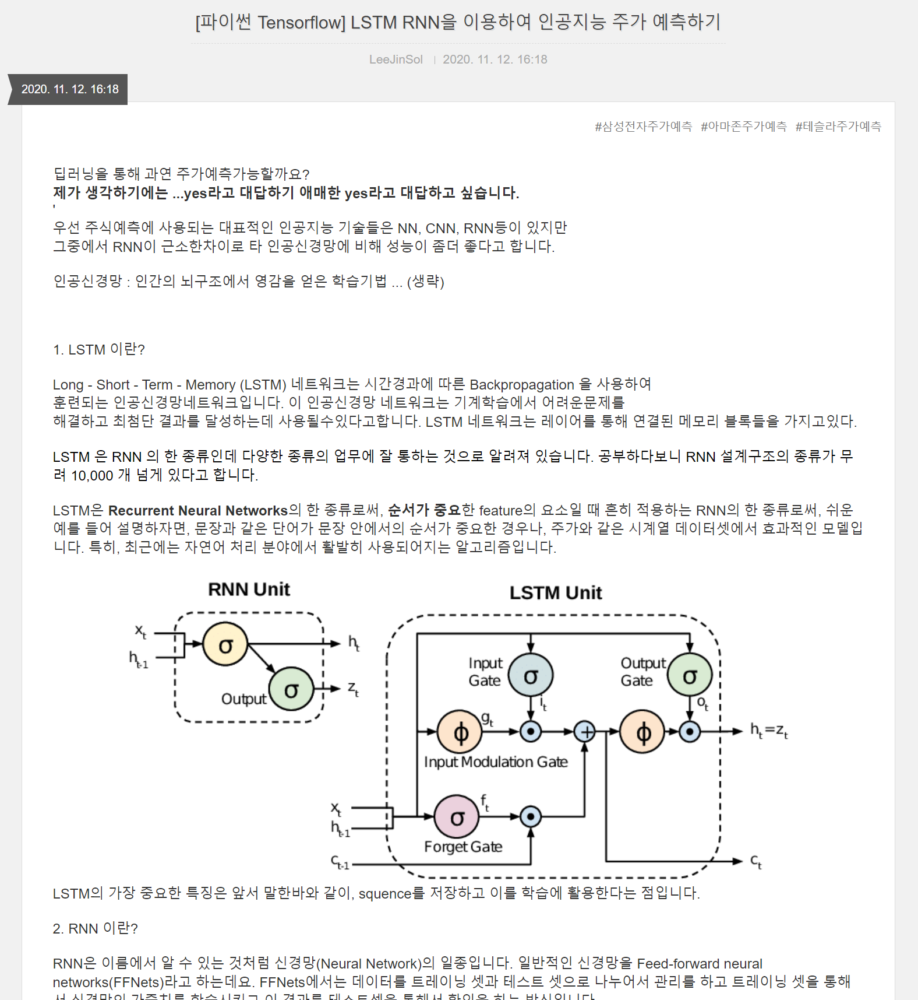 [파이썬 Tensorflow] LSTM RNN을 이용하여 인공지능 주가 예측하기
LeeJinSol | 2020. 11. 12. 16:18
2020. 11. 12. 16:18
#삼성전자주가예측 #아마존주가예측 #테슬라주가예측
딥러닝을 통해 과연 주가예측가능할까요?
제가 생각하기에는 ...yes라고 대답하기 애매한 yes라고 대답하고 싶습니다.
'
우선 주식예측에 사용되는 대표적인 인공지능 기술들은 NN, CNN, RNN등이 있지만
그중에서 RNN이 근소한차이로 타 인공신경망에 비해 성능이 좀더 좋다고 합니다.
인공신경망 : 인간의 뇌구조에서 영감을 얻은 학습기법 ... (생략)
1. LSTM 이란?
Long - Short - Term - Memory (LSTM) 네트워크는 시간경과에 따른 Backpropagation 을 사용하여
훈련되는 인공신경망네트워크입니다. 이 인공신경망 네트워크는 기계학습에서 어려운문제를
해결하고 최첨단 결과를 달성하는데 사용될수있다고합니다. LSTM 네트워크는 레이어를 통해 연결된 메모리 블록들을 가지고있다.
LSTM 은 RNN 의 한 종류인데 다양한 종류의 업무에 잘 통하는 것으로 알려져 있습니다. 공부하다보니 RNN 설계구조의 종류가 무
려 10,000 개 넘게 있다고 합니다.
LSTM은 Recurrent Neural Networks의 한 종류로써, 순서가 중요한 feature의 요소일 때 흔히 적용하는 RNN의 한 종류로써, 쉬운
예를 들어 설명하자면, 문장과 같은 단어가 문장 안에서의 순서가 중요한 경우나, 주가와 같은 시계열 데이터셋에서 효과적인 모델입
니다. 특히, 최근에는 자연어 처리 분야에서 활발히 사용되어지는 알고리즘입니다.
RNN Unit
xt
ht-1
σ
ht
Output
σ
zt
LSTM Unit
Input
Gate
σ
it
Output
Gate
σ
ot
ϕ
gt
+
ϕ
ht=zt
Input Modulation Gate
xt
ht-1
σ
ft
Forget Gate
ct-1
ct
LSTM의 가장 중요한 특징은 앞서 말한바와 같이, squence를 저장하고 이를 학습에 활용한다는 점입니다.
2. RNN 이란?
RNN은 이름에서 알 수 있는 것처럼 신경망(Neural Network)의 일종입니다. 일반적인 신경망을 Feed-forward neural
networks(FFNets)라고 하는데요. FFNets에서는 데이터를 트레이닝 셋과 테스트 셋으로 나누어서 관리를 하고 트레이닝 셋을 통해
서 신경망의 가중치를 학습시키고 이 결과를 테스트셋을 통해서 확인을 하는 방식입니다.